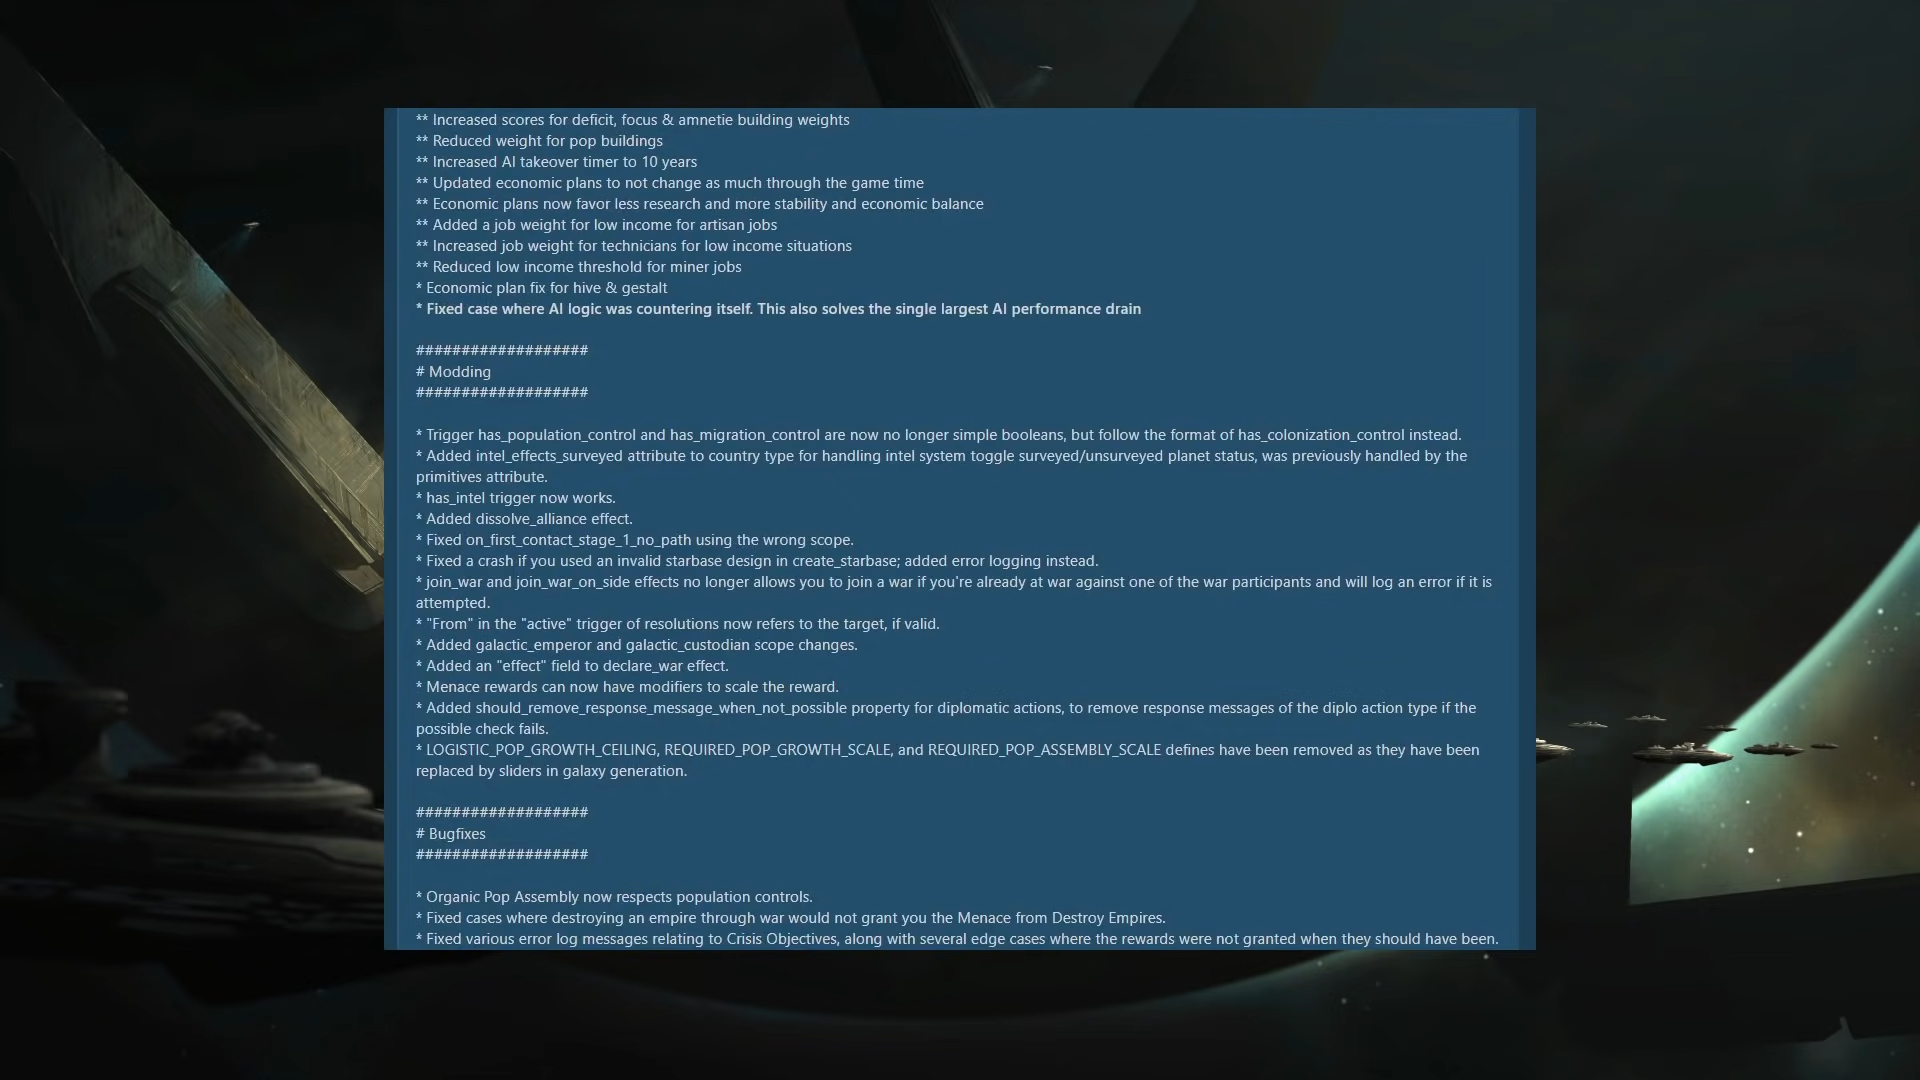 ** Increased scores for deficit, focus & amnetie building weights
** Reduced weight for pop buildings
** Increased AI takeover timer to 10 years
** Updated economic plans to not change as much through the game time
** Economic plans now favor less research and more stability and economic balance
** Added a job weight for low income for artisan jobs
** Increased job weight for technicians for low income situations
** Reduced low income threshold for miner jobs
* Economic plan fix for hive & gestalt
* Fixed case where AI logic was countering itself. This also solves the single largest AI performance drain
###################
# Modding
###################
* Trigger has_population_control and has_migration_control are now no longer simple booleans, but follow the format of has_colonization_control instead.
* Added intel_effects_surveyed attribute to country type for handling intel system toggle surveyed/unsurveyed planet status, was previously handled by the
primitives attribute.
* has_intel trigger now works.
* Added dissolve_alliance effect.
* Fixed on_first_contact_stage_1_no_path using the wrong scope.
* Fixed a crash if you used an invalid starbase design in create_starbase; added error logging instead.
* join_war and join_war_on_side effects no longer allows you to join a war if you're already at war against one of the war participants and will log an error if it is
attempted.
* "From" in the "active" trigger of resolutions now refers to the target, if valid.
* Added galactic_emperor and galactic_custodian scope changes.
* Added an "effect" field to declare_war effect.
* Menace rewards can now have modifiers to scale the reward.
* Added should_remove_response_message_when_not_possible property for diplomatic actions, to remove response messages of the diplo action type if the
possible check fails.
* LOGISTIC_POP_GROWTH_CEILING, REQUIRED_POP_GROWTH_SCALE, and REQUIRED_POP_ASSEMBLY_SCALE defines have been removed as they have been
replaced by sliders in galaxy generation.
###################
# Bugfixes
###################
* Organic Pop Assembly now respects population controls.
* Fixed cases where destroying an empire through war would not grant you the Menace from Destroy Empires.
* Fixed various error log messages relating to Crisis Objectives, along with several edge cases where the rewards were not granted when they should have been.